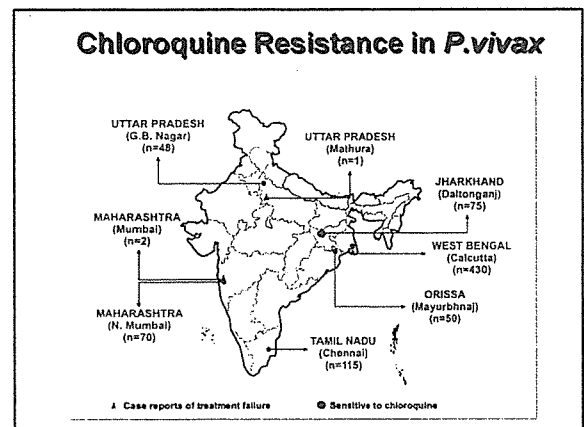 Chloroquine Resistance in P.vivax
UTTAR PRADESH
(G.B. Nagar)
(n=48)
UTTAR PRADESH
(Mathura)
(n=1)
JHARKHAND
(Daltonganj)
(n=75)
MAHARASHTRA
(Mumbai)
(n=2)
WEST BENGAL
(Calcutta)
(n=430)
ORISSA
(Mayurbhnaj)
(n=50)
MAHARASHTRA
(N. Mumbai)
(n=70)
TAMIL NADU
(Chennai)
(n=115)
Case reports of treatment failure
Sensitive to chloroquine